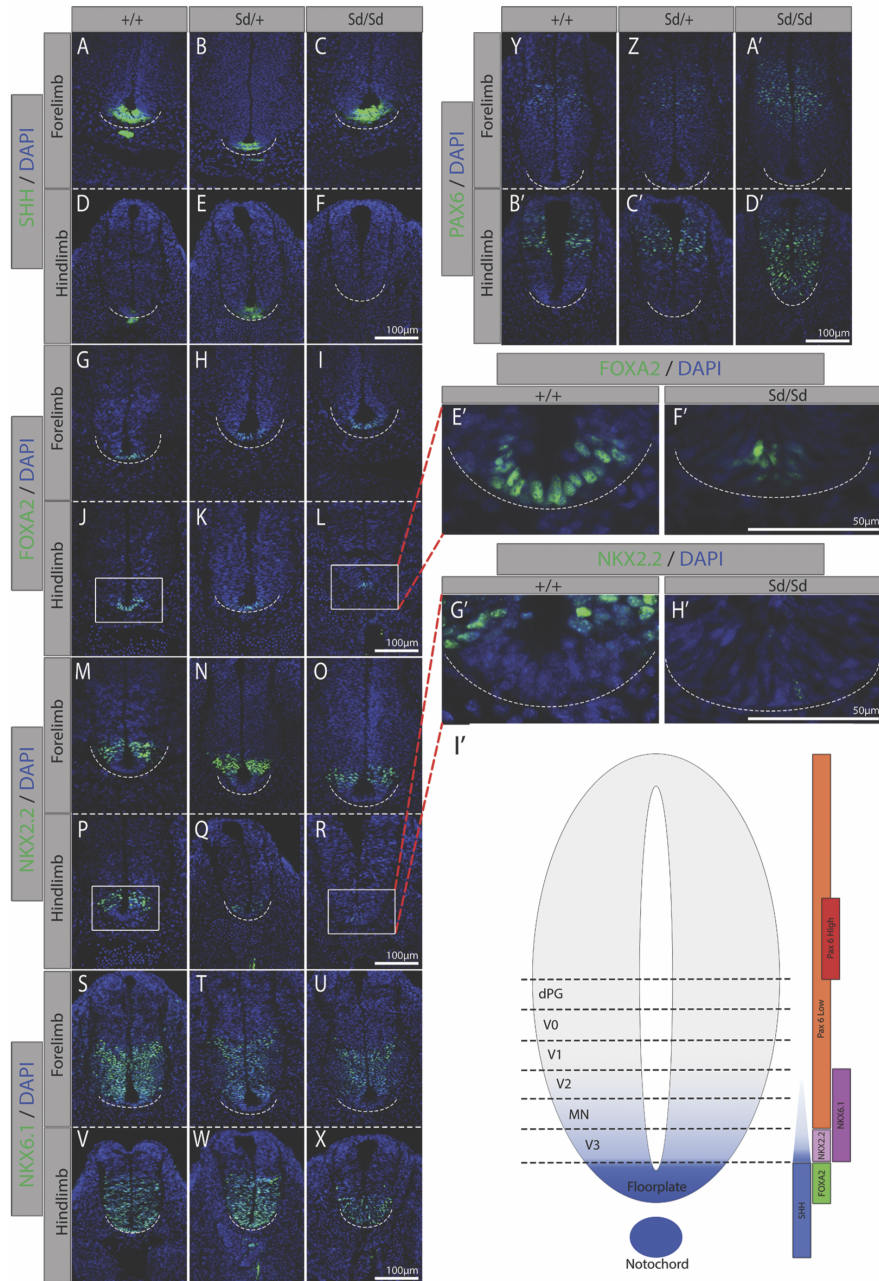 +/+
Sd/+
Sd/Sd
SHH / DAPI
Forelimb
A
B
C
Hindlimb
D
E
F
100μm
FOXA2 / DAPI
Forelimb
G
H
I
Hindlimb
J
K
L
100μm
NKX2.2 / DAPI
Forelimb
M
N
O
Hindlimb
P
Q
R
100μm
NKX6.1 / DAPI
Forelimb
S
T
U
Hindlimb
V
W
X
100μm
+/+
Sd/+
Sd/Sd
PAX6 / DAPI
Forelimb
Y
Z
A'
Hindlimb
B'
C'
D'
100μm
FOXA2 / DAPI
+/+
Sd/Sd
E'
F'
50μm
NKX2.2 / DAPI
+/+
Sd/Sd
G'
H'
50μm
I'
dPG
V0
V1
V2
MN
V3
Floorplate
Notochord
Pax 6 High
Pax 6 Low
NKX6.1
NKX2.2
FOXA2
SHH